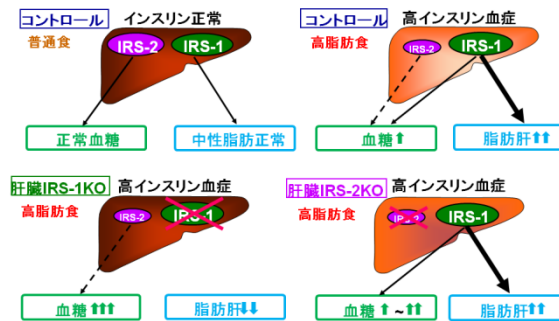 コントロール
インスリン正常
普通食
IRS-2
IRS-1
正常血糖
中性脂肪正常
コントロール
高インスリン血症
高脂肪食
IRS-2
IRS-1
血糖⬆
脂肪肝⬆⬆
肝臓IRS-1KO
高インスリン血症
高脂肪食
IRS-2
IRS-1
血糖⬆⬆⬆
脂肪肝⬇⬇
肝臓IRS-2KO
高インスリン血症
高脂肪食
IRS-2
IRS-1
血糖⬆~⬆⬆
脂肪肝⬆⬆